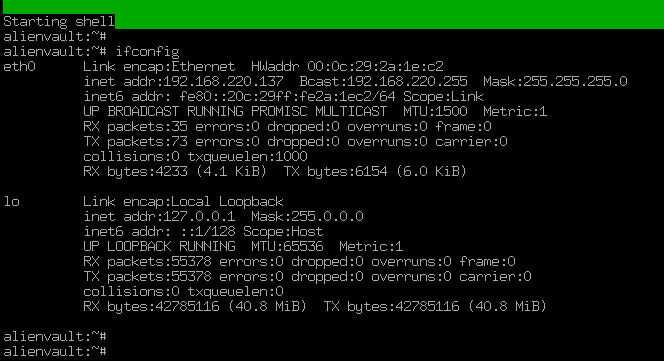 Starting shell
alienvault:~#
alienvault:~# ifconfig
eth0      Link encap:Ethernet  HWaddr 00:0c:29:2a:1e:c2
          inet addr:192.168.220.137  Bcast:192.168.220.255  Mask:255.255.255.0
          inet6 addr: fe80::20c:29ff:fe2a:1ec2/64 Scope:Link
          UP BROADCAST RUNNING PROMISC MULTICAST  MTU:1500  Metric:1
          RX packets:35 errors:0 dropped:0 overruns:0 frame:0
          TX packets:73 errors:0 dropped:0 overruns:0 carrier:0
          collisions:0 txqueuelen:1000
          RX bytes:4233 (4.1 KiB)  TX bytes:6154 (6.0 KiB)
lo        Link encap:Local Loopback
          inet addr:127.0.0.1  Mask:255.0.0.0
          inet6 addr: ::1/128 Scope:Host
          UP LOOPBACK RUNNING  MTU:65536  Metric:1
          RX packets:55378 errors:0 dropped:0 overruns:0 frame:0
          TX packets:55378 errors:0 dropped:0 overruns:0 carrier:0
          collisions:0 txqueuelen:0
          RX bytes:42785116 (40.8 MiB)  TX bytes:42785116 (40.8 MiB)
alienvault:~#
alienvault:~#